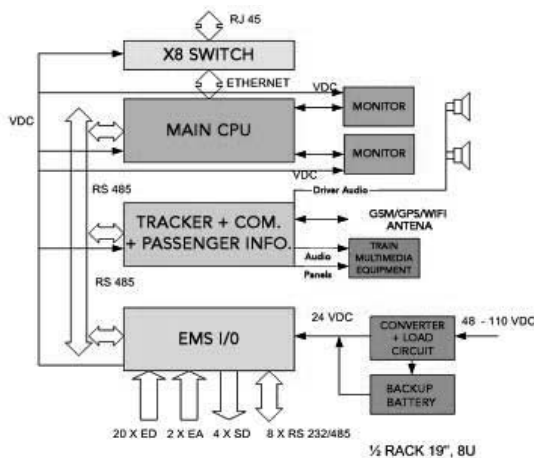 RJ 45
X8 SWITCH
ETHERNET
VDC
MONITOR
VDC
MAIN CPU
MONITOR
VDC
RS 485
Driver Audio
TRACKER + COM.
+ PASSENGER INFO.
GSM/GPS/WIFI
ANTENA
Audio
TRAIN
MULTIMEDIA
EQUIPMENT
Panels
RS 485
24 VDC
48 - 110 VDC
EMS I/0
CONVERTER
+ LOAD
CIRCUIT
BACKUP
BATTERY
20 X ED
2 X EA
4 X SD
8 X RS 232/485
½ RACK 19", 8U